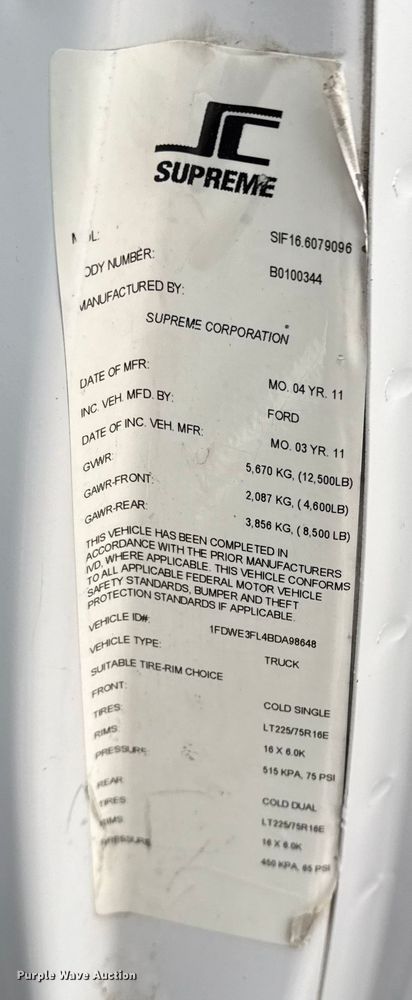 SUPREME
SIF16.6079096
ODY NUMBER: B0100344
MANUFACTURED BY:
SUPREME CORPORATION
DATE OF MFR: MO. 04 YR. 11
INC. VEH. MFD. BY: FORD
DATE OF INC. VEH. MFR: MO. 03 YR. 11
GVWR: 5,670 KG, (12,500LB)
GAWR-FRONT: 2,087 KG, ( 4,600LB)
GAWR-REAR: 3,856 KG, ( 8,500 LB)
THIS VEHICLE HAS BEEN COMPLETED IN
ACCORDANCE WITH THE PRIOR MANUFACTURERS
IVD, WHERE APPLICABLE. THIS VEHICLE CONFORMS
TO ALL APPLICABLE FEDERAL MOTOR VEHICLE
SAFETY STANDARDS, BUMPER AND THEFT
PROTECTION STANDARDS IF APPLICABLE.
VEHICLE ID#: 1FDWE3FL4BDA98648
VEHICLE TYPE: TRUCK
SUITABLE TIRE-RIM CHOICE
FRONT: COLD SINGLE
TIRES: LT225/75R16E
RIMS: 16 X 6.0K
PRESSURE: 515 KPA, 75 PSI
REAR: COLD DUAL
TIRES LT225/75R16E
RIMS 16 X 6.0K
PRESSURE 450 KPA, 65 PSI
Purple Wave Auction